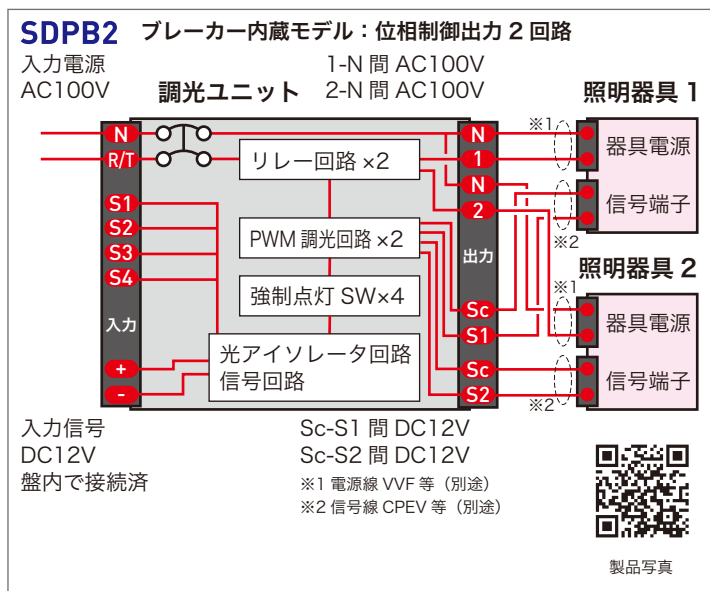 SDPB2 ブレーカー内蔵モデル：位相制御出力 2 回路
入力電源
AC100V
調光ユニット
1-N 間 AC100V
2-N 間 AC100V
照明器具 1
N
R/T
S1
S2
S3
S4
入力
+
-
リレー回路 ×2
PWM 調光回路 ×2
強制点灯 SW×4
光アイソレータ回路
信号回路
N
1
N
2
出力
Sc
S1
Sc
S2
※1
器具電源
信号端子
※2
照明器具 2
※1
器具電源
信号端子
※2
入力信号
DC12V
盤内で接続済
Sc-S1 間 DC12V
Sc-S2 間 DC12V
※1 電源線 VVF 等（別途）
※2 信号線 CPEV 等（別途）
製品写真